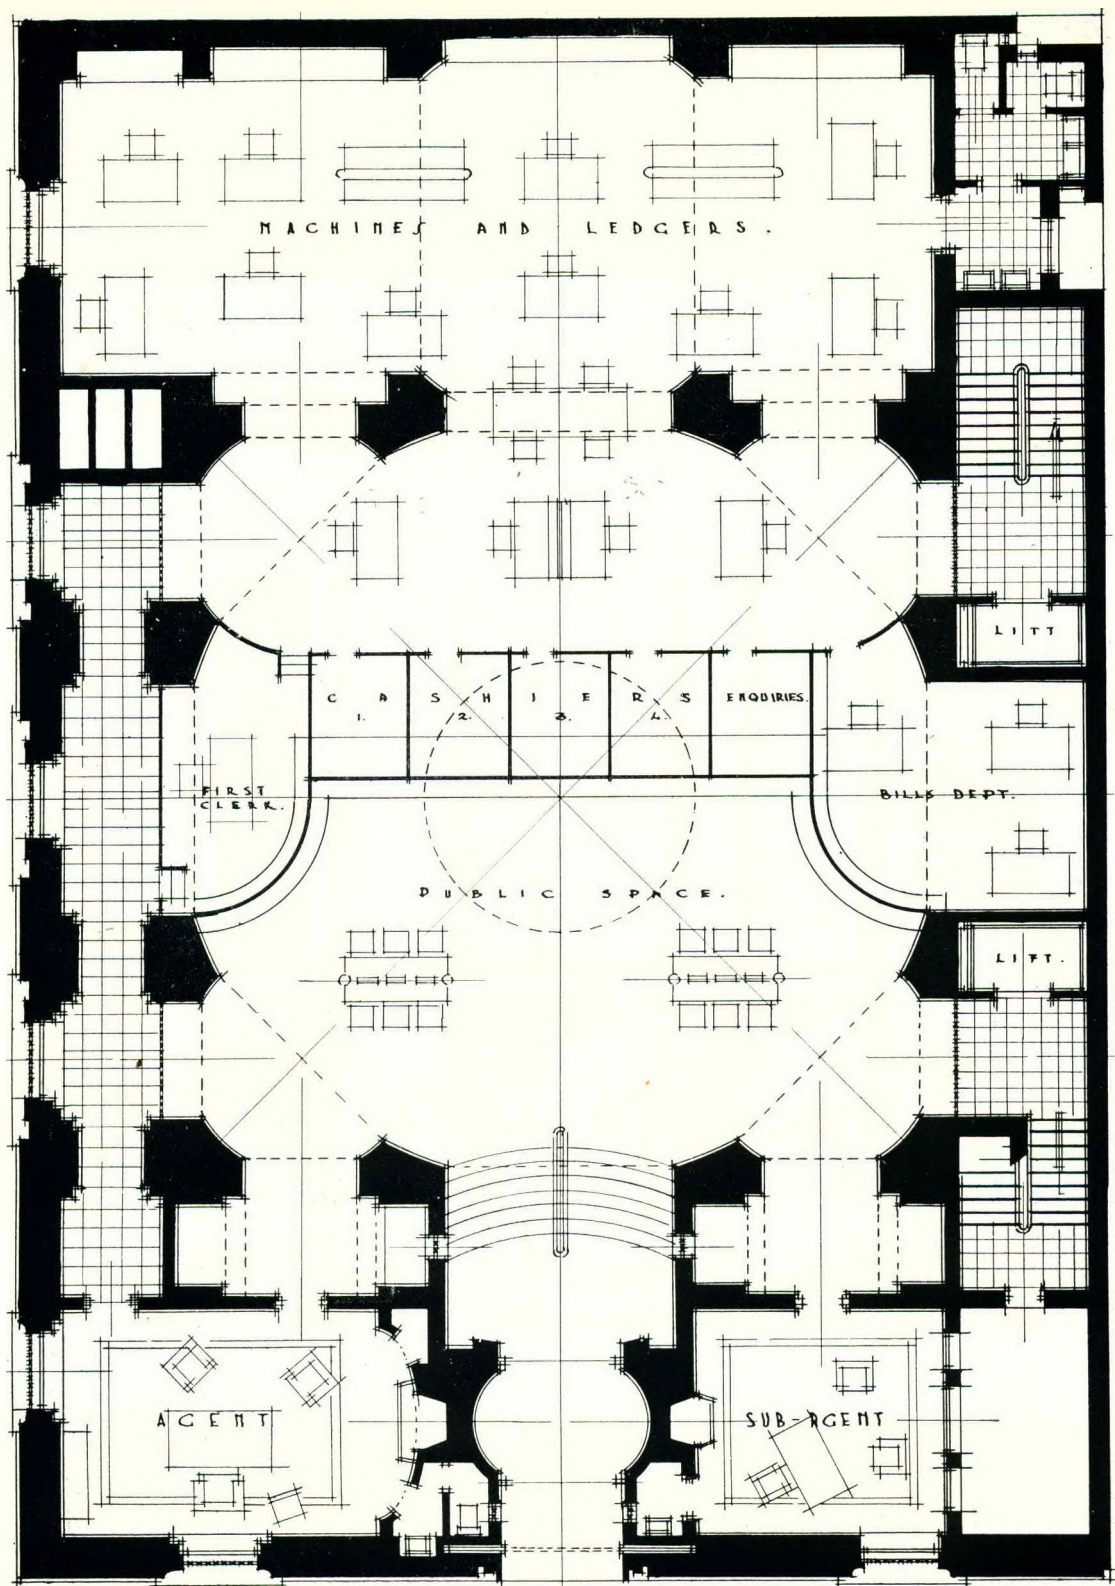 MACHINES AND LEDGERS.
LIFT
CASHIERS
1. 2. 3. 4.
ENQUIRIES.
FIRST
CLERK.
BILLS DEPT.
PUBLIC SPACE.
LIFT.
AGENT
SUB-AGENT